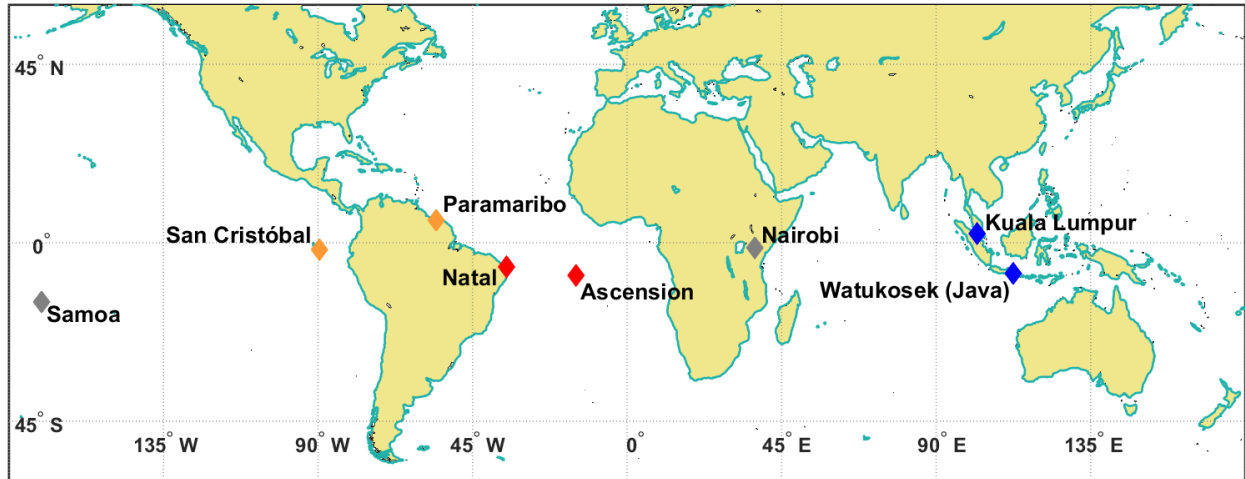 45° N
Paramaribo
San Cristóbal
0°
Nairobi
Kuala Lumpur
Natal
Ascension
Watukosek (Java)
Samoa
45° S
135° W
90° W
45° W
0°
45° E
90° E
135° E